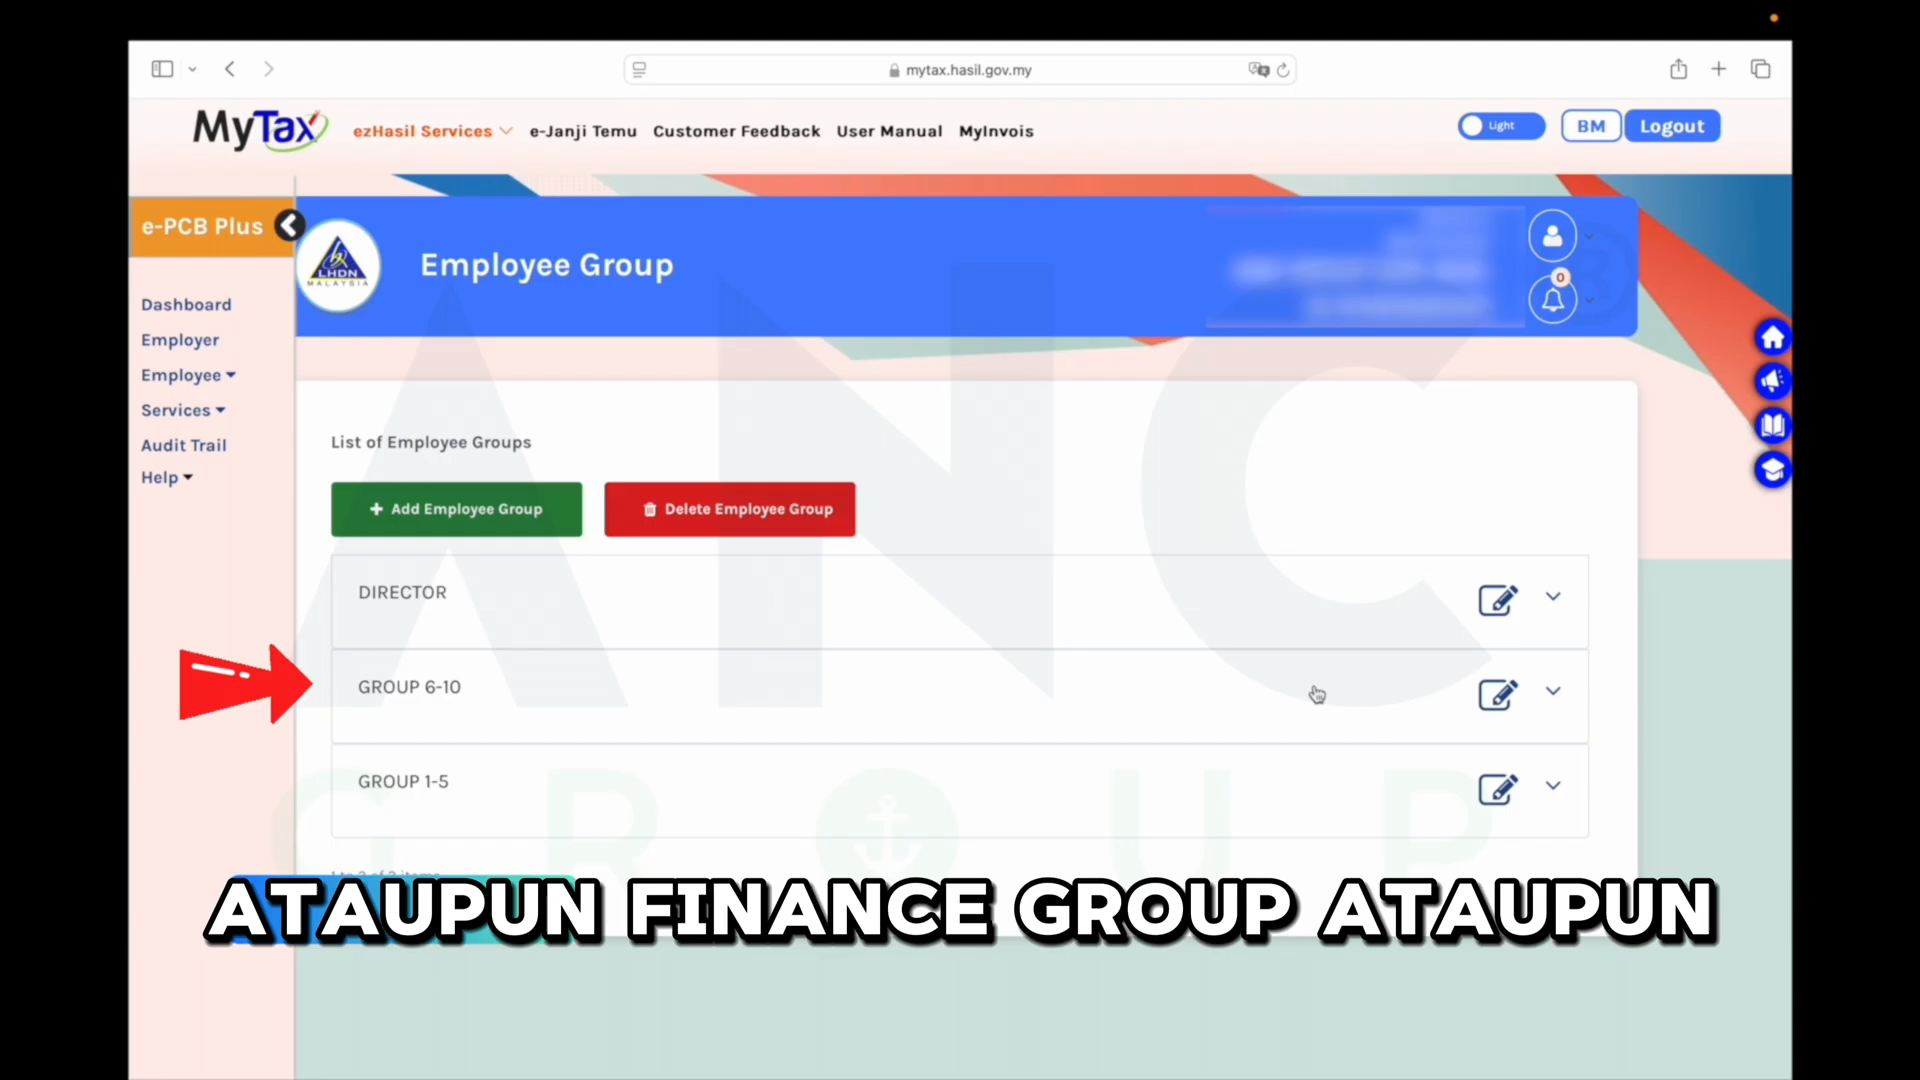 mytax.hasil.gov.my
MyTax
ezHasil Services
e-Janji Temu
Customer Feedback
User Manual
MyInvois
Light
BM
Logout
e-PCB Plus
LHDN
MALAYSIA
Employee Group
0
Dashboard
Employer
Employee
Services
Audit Trail
Help
List of Employee Groups
+ Add Employee Group
Delete Employee Group
DIRECTOR
GROUP 6-10
GROUP 1-5
ANC
GROUP
ATAUPUN FINANCE GROUP ATAUPUN